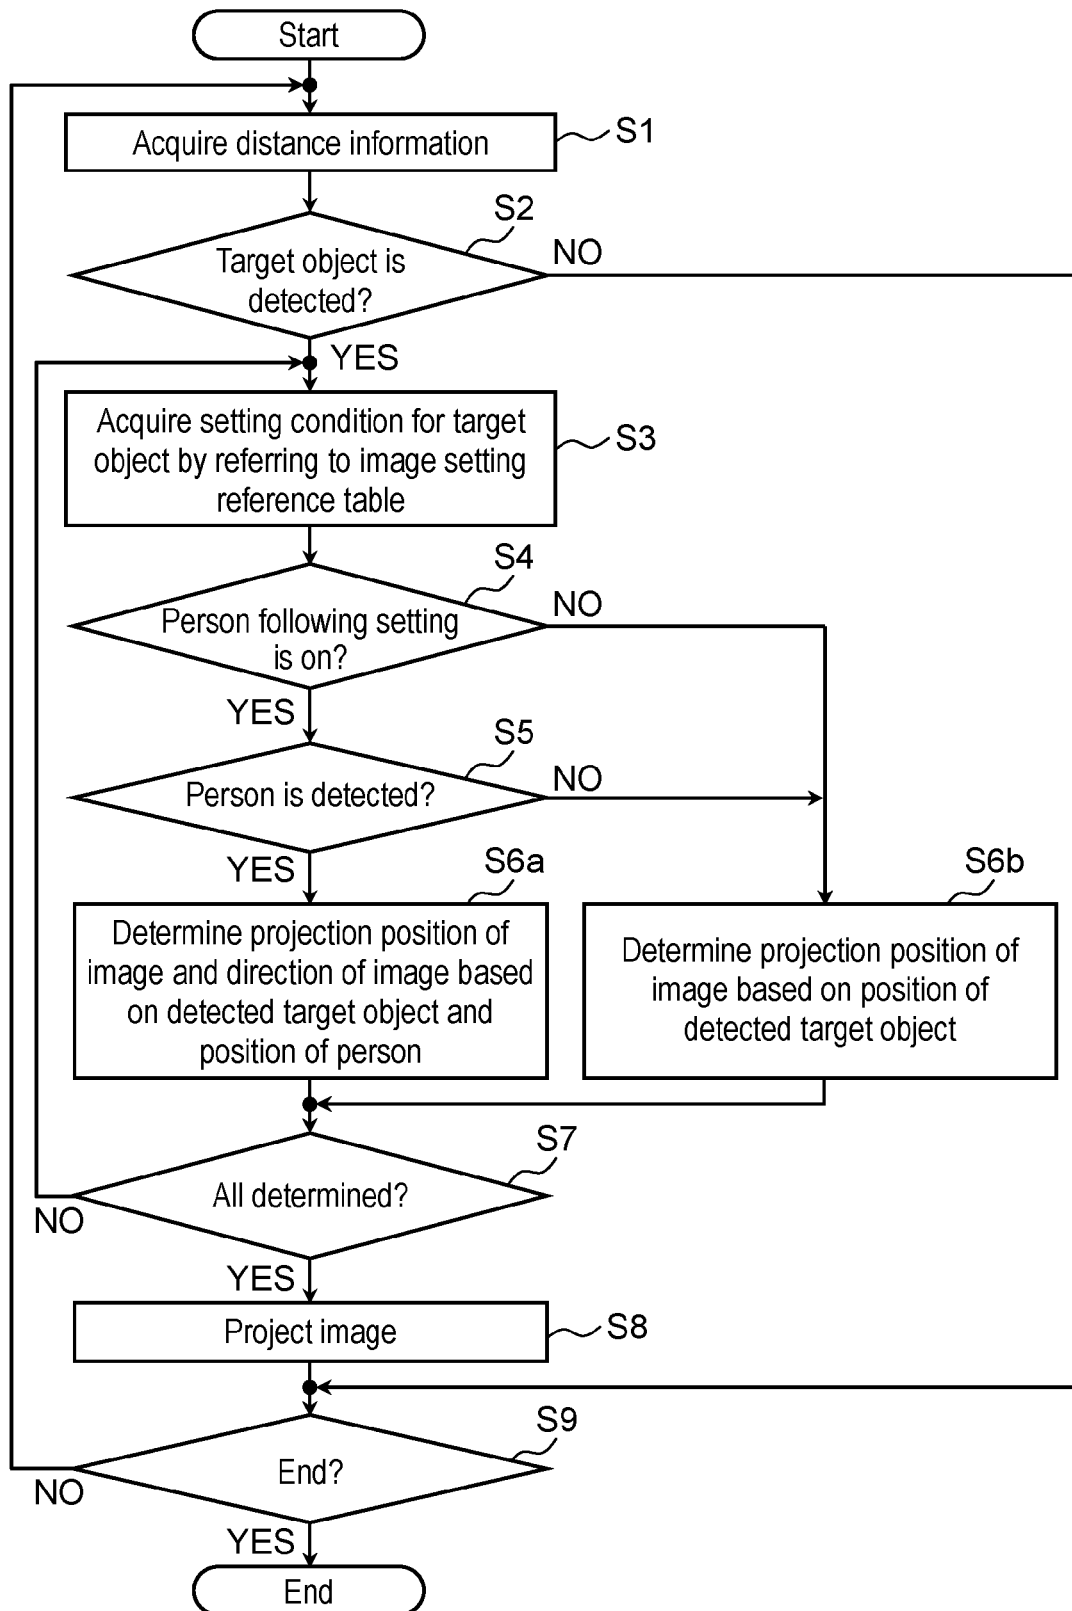 Start
Acquire distance information
S1
S2
Target object is
detected?
NO
YES
Acquire setting condition for target
object by referring to image setting
reference table
S3
S4
Person following setting
is on?
NO
YES
S5
Person is detected?
NO
YES
S6a
Determine projection position of
image and direction of image based
on detected target object and
position of person
S6b
Determine projection position of
image based on position of
detected target object
S7
All determined?
NO
YES
Project image
S8
S9
End?
NO
YES
End